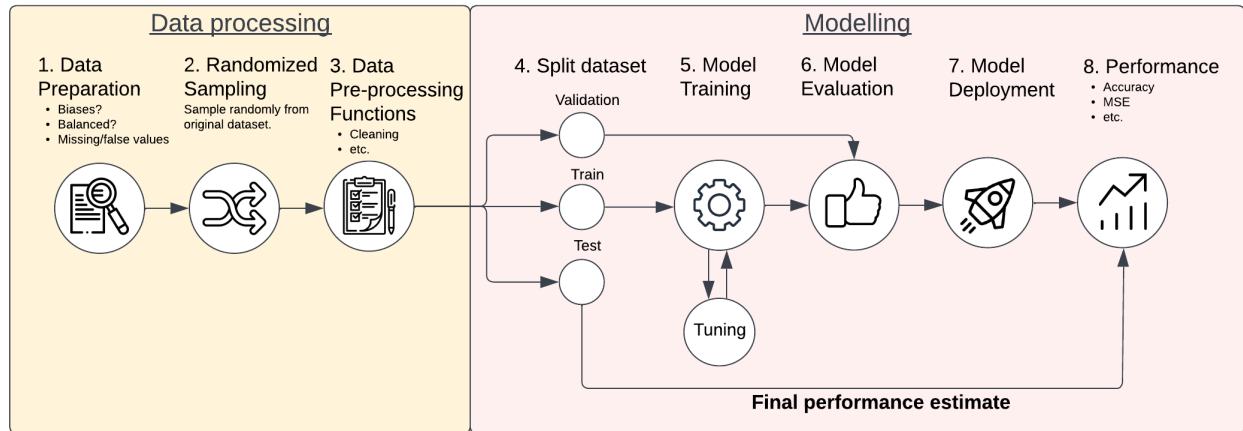 Data processing
1. Data
Preparation
• Biases?
• Balanced?
• Missing/false values
2. Randomized
Sampling
Sample randomly from
original dataset.
3. Data
Pre-processing
Functions
• Cleaning
• etc.
Modelling
4. Split dataset
Validation
Train
Test
5. Model
Training
Tuning
6. Model
Evaluation
7. Model
Deployment
8. Performance
• Accuracy
• MSE
• etc.
Final performance estimate